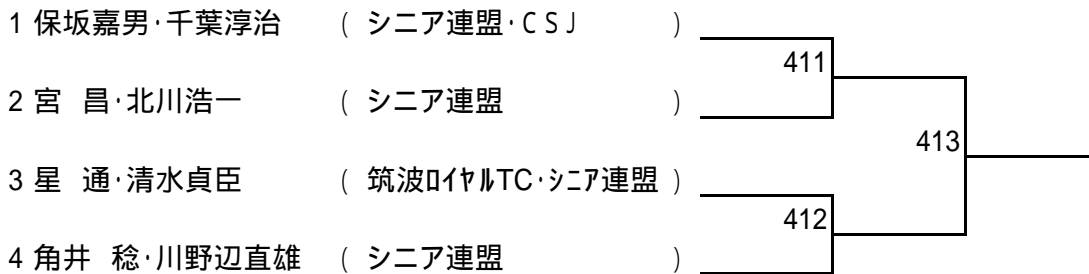 1 保坂嘉男·千葉淳治 ( シニア連盟·CSJ )
411
2 宮 昌·北川浩一 ( シニア連盟 )
413
3 星 通·清水貞臣 ( 筑波ﾛｲﾔﾙTC·ｼﾆｱ連盟 )
412
4 角井 稔·川野辺直雄 ( シニア連盟 )